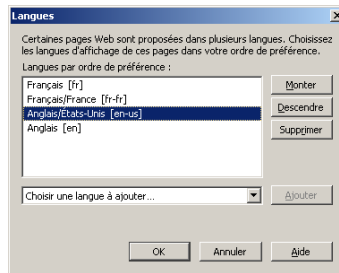 Langues
Certaines pages Web sont proposées dans plusieurs langues. Choisissez
les langues d'affichage de ces pages dans votre ordre de préférence.
Langues par ordre de préférence :
Français [fr]
Français/France [fr-fr]
Anglais/États-Unis [en-us]
Anglais [en]
Monter
Descendre
Supprimer
Choisir une langue à ajouter...
Ajouter
OK
Annuler
Aide